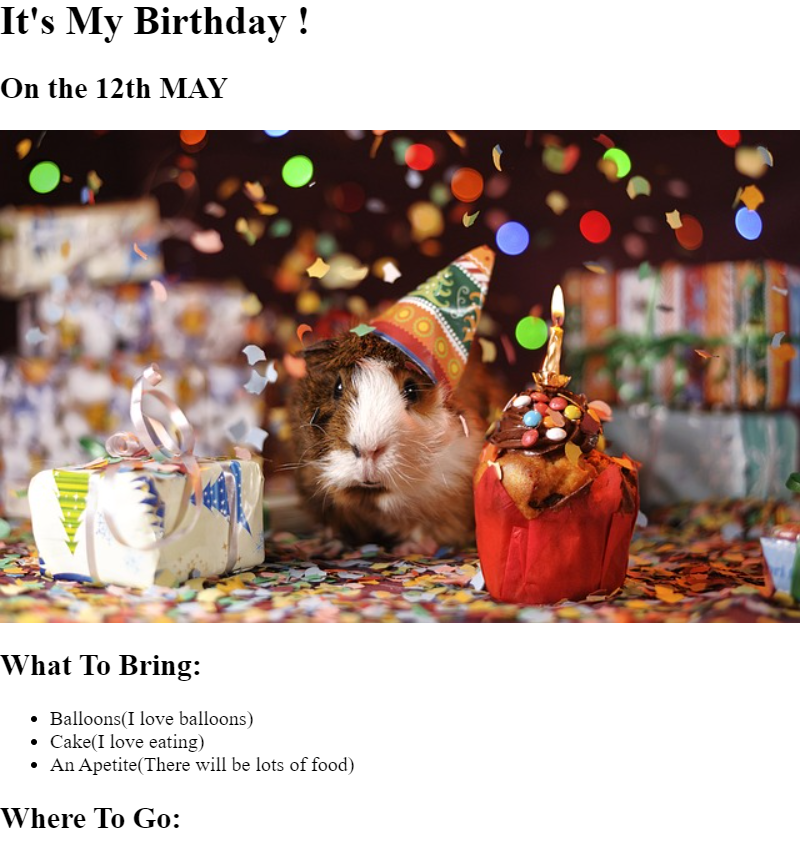 It's My Birthday !
On the 12th MAY
What To Bring:
Balloons(I love balloons)
Cake(I love eating)
An Apetite(There will be lots of food)
Where To Go: